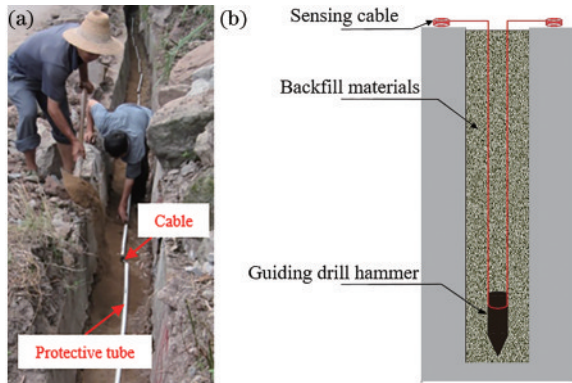 (a)
Cable
Protective tube
(b)
Sensing cable
Backfill materials
Guiding drill hammer